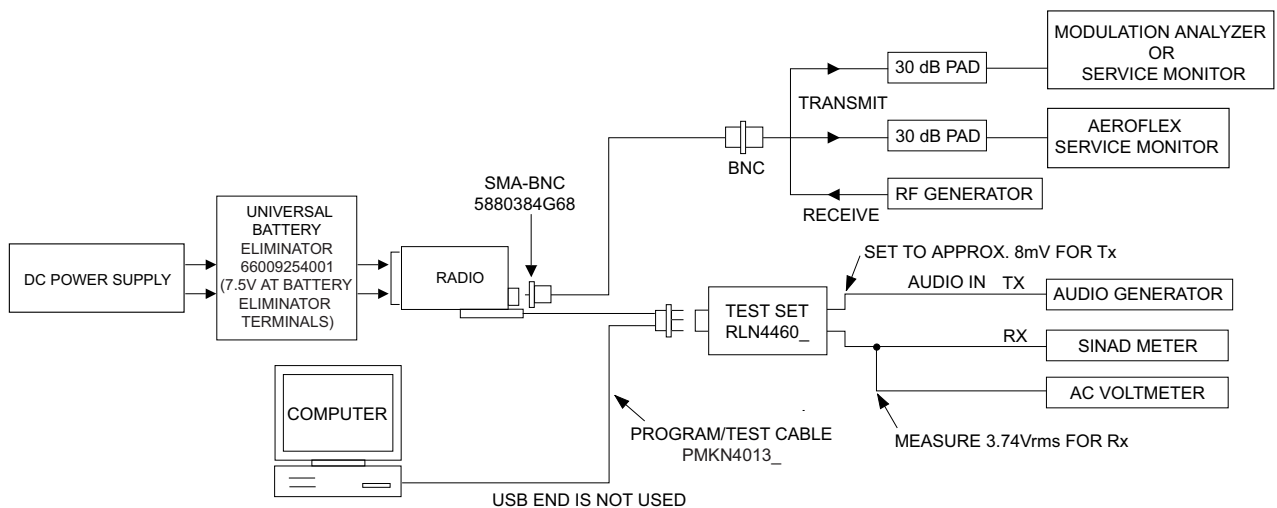 MODULATION ANALYZER
OR
SERVICE MONITOR
30 dB PAD
TRANSMIT
30 dB PAD
AEROFLEX
SERVICE MONITOR
BNC
RF GENERATOR
RECEIVE
SMA-BNC
5880384G68
UNIVERSAL
BATTERY
ELIMINATOR
66009254001
(7.5V AT BATTERY
ELIMINATOR
TERMINALS)
DC POWER SUPPLY
RADIO
SET TO APPROX. 8mV FOR Tx
AUDIO IN TX
AUDIO GENERATOR
TEST SET
RLN4460_
RX
SINAD METER
AC VOLTMETER
COMPUTER
PROGRAM/TEST CABLE
PMKN4013_
MEASURE 3.74Vrms FOR Rx
USB END IS NOT USED